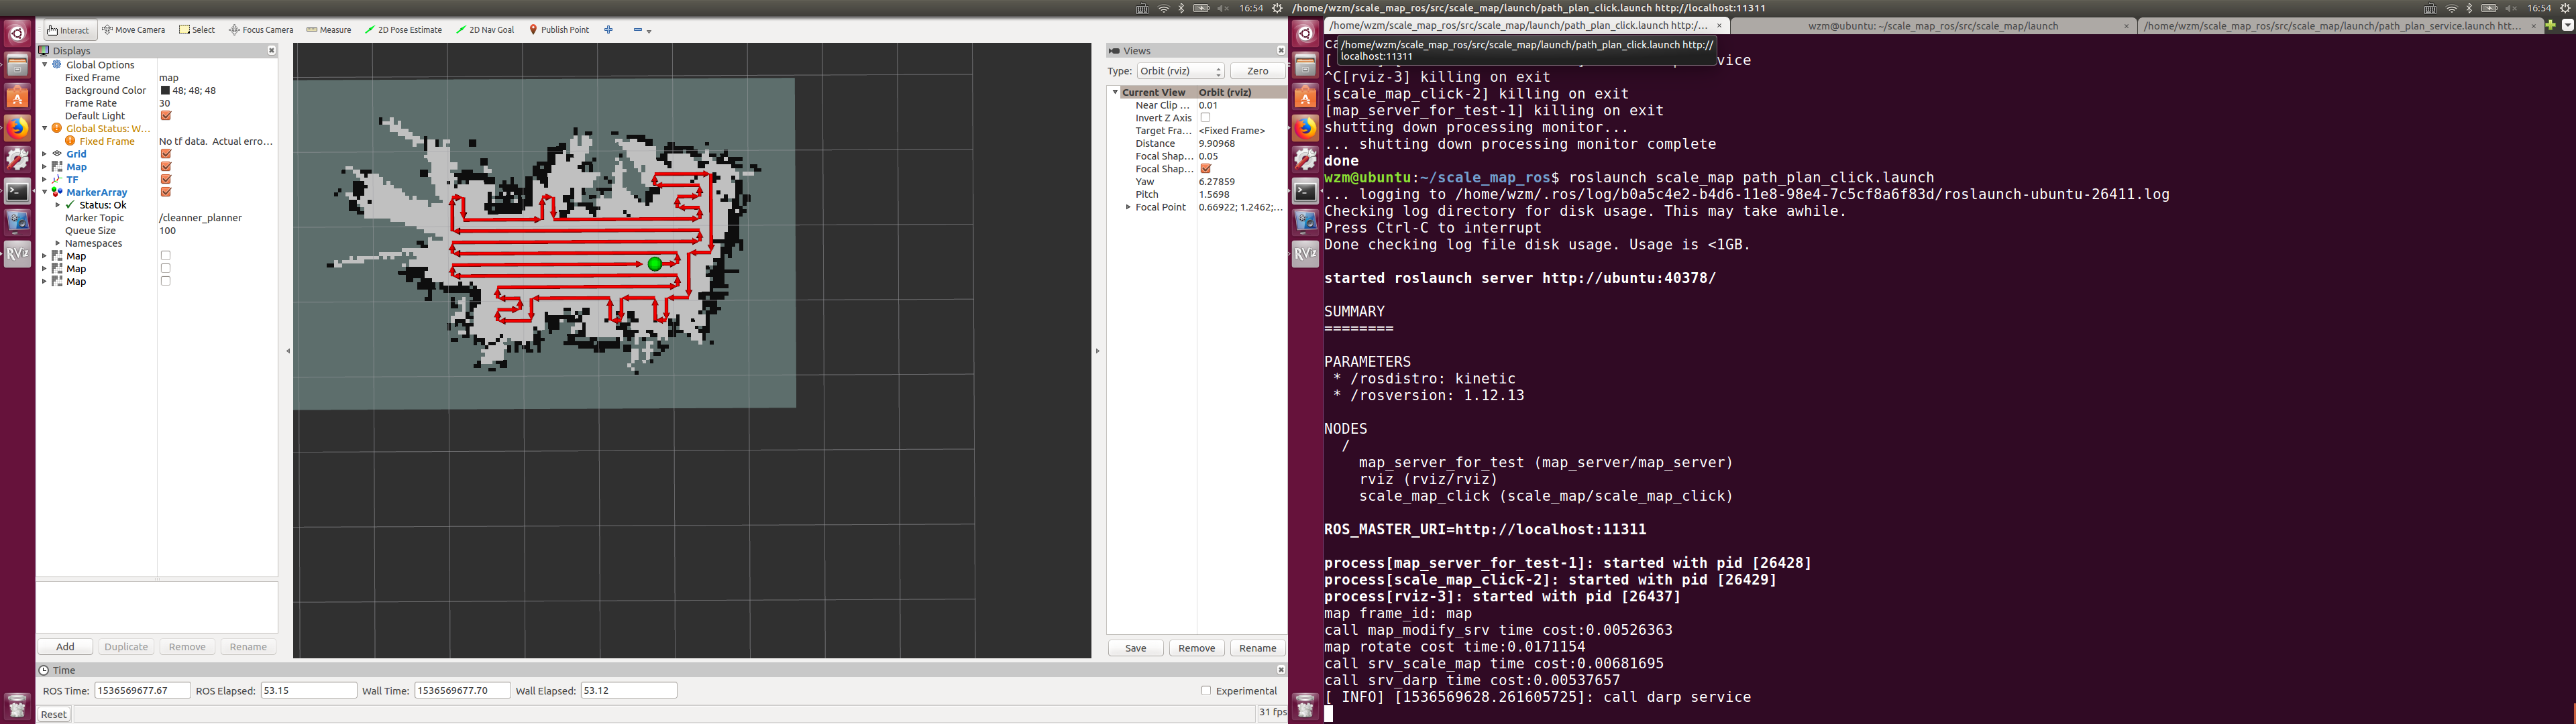 16:54
Interact Move Camera Select Focus Camera Measure 2D Pose Estimate 2D Nav Goal Publish Point
Displays
Global Options
Fixed Frame map
Background Color 48; 48; 48
Frame Rate 30
Default Light
Global Status: W...
Fixed Frame No tf data. Actual erro...
Grid
Map
TF
MarkerArray
Status: Ok
Marker Topic /cleanner_planner
Queue Size 100
Namespaces
Map
Map
Map
Add Duplicate Remove Rename
Views
Type: Orbit (rviz) Zero
Current View Orbit (rviz)
Near Clip ... 0.01
Invert Z Axis
Target Fra... <Fixed Frame>
Distance 9.90968
Focal Shap... 0.05
Focal Shap...
Yaw 6.27859
Pitch 1.5698
Focal Point 0.66922; 1.2462;...
Save Remove Rename
Time
ROS Time: 1536569677.67 ROS Elapsed: 53.15 Wall Time: 1536569677.70 Wall Elapsed: 53.12 Experimental
Reset 31 fps
RViz
/home/wzm/scale_map_ros/src/scale_map/launch/path_plan_click.launch http://localhost:11311 16:54
/home/wzm/scale_map_ros/src/scale_map/launch/path_plan_click.launch http:/... × wzm@ubuntu: ~/scale_map_ros/src/scale_map/launch × /home/wzm/scale_map_ros/src/scale_map/launch/path_plan_service.launch htt... ×
/home/wzm/scale_map_ros/src/scale_map/launch/path_plan_click.launch http://
localhost:11311
ca
[ service
^C[rviz-3] killing on exit
[scale_map_click-2] killing on exit
[map_server_for_test-1] killing on exit
shutting down processing monitor...
... shutting down processing monitor complete
done
wzm@ubuntu:~/scale_map_ros$ roslaunch scale_map path_plan_click.launch
... logging to /home/wzm/.ros/log/b0a5c4e2-b4d6-11e8-98e4-7c5cf8a6f83d/roslaunch-ubuntu-26411.log
Checking log directory for disk usage. This may take awhile.
Press Ctrl-C to interrupt
Done checking log file disk usage. Usage is <1GB.
started roslaunch server http://ubuntu:40378/
SUMMARY
========
PARAMETERS
* /rosdistro: kinetic
* /rosversion: 1.12.13
NODES
/
map_server_for_test (map_server/map_server)
rviz (rviz/rviz)
scale_map_click (scale_map/scale_map_click)
ROS_MASTER_URI=http://localhost:11311
process[map_server_for_test-1]: started with pid [26428]
process[scale_map_click-2]: started with pid [26429]
process[rviz-3]: started with pid [26437]
map frame_id: map
call map_modify_srv time cost:0.00526363
map rotate cost time:0.0171154
call srv_scale_map time cost:0.00681695
call srv_darp time cost:0.00537657
[ INFO] [1536569628.261605725]: call darp service
RViz